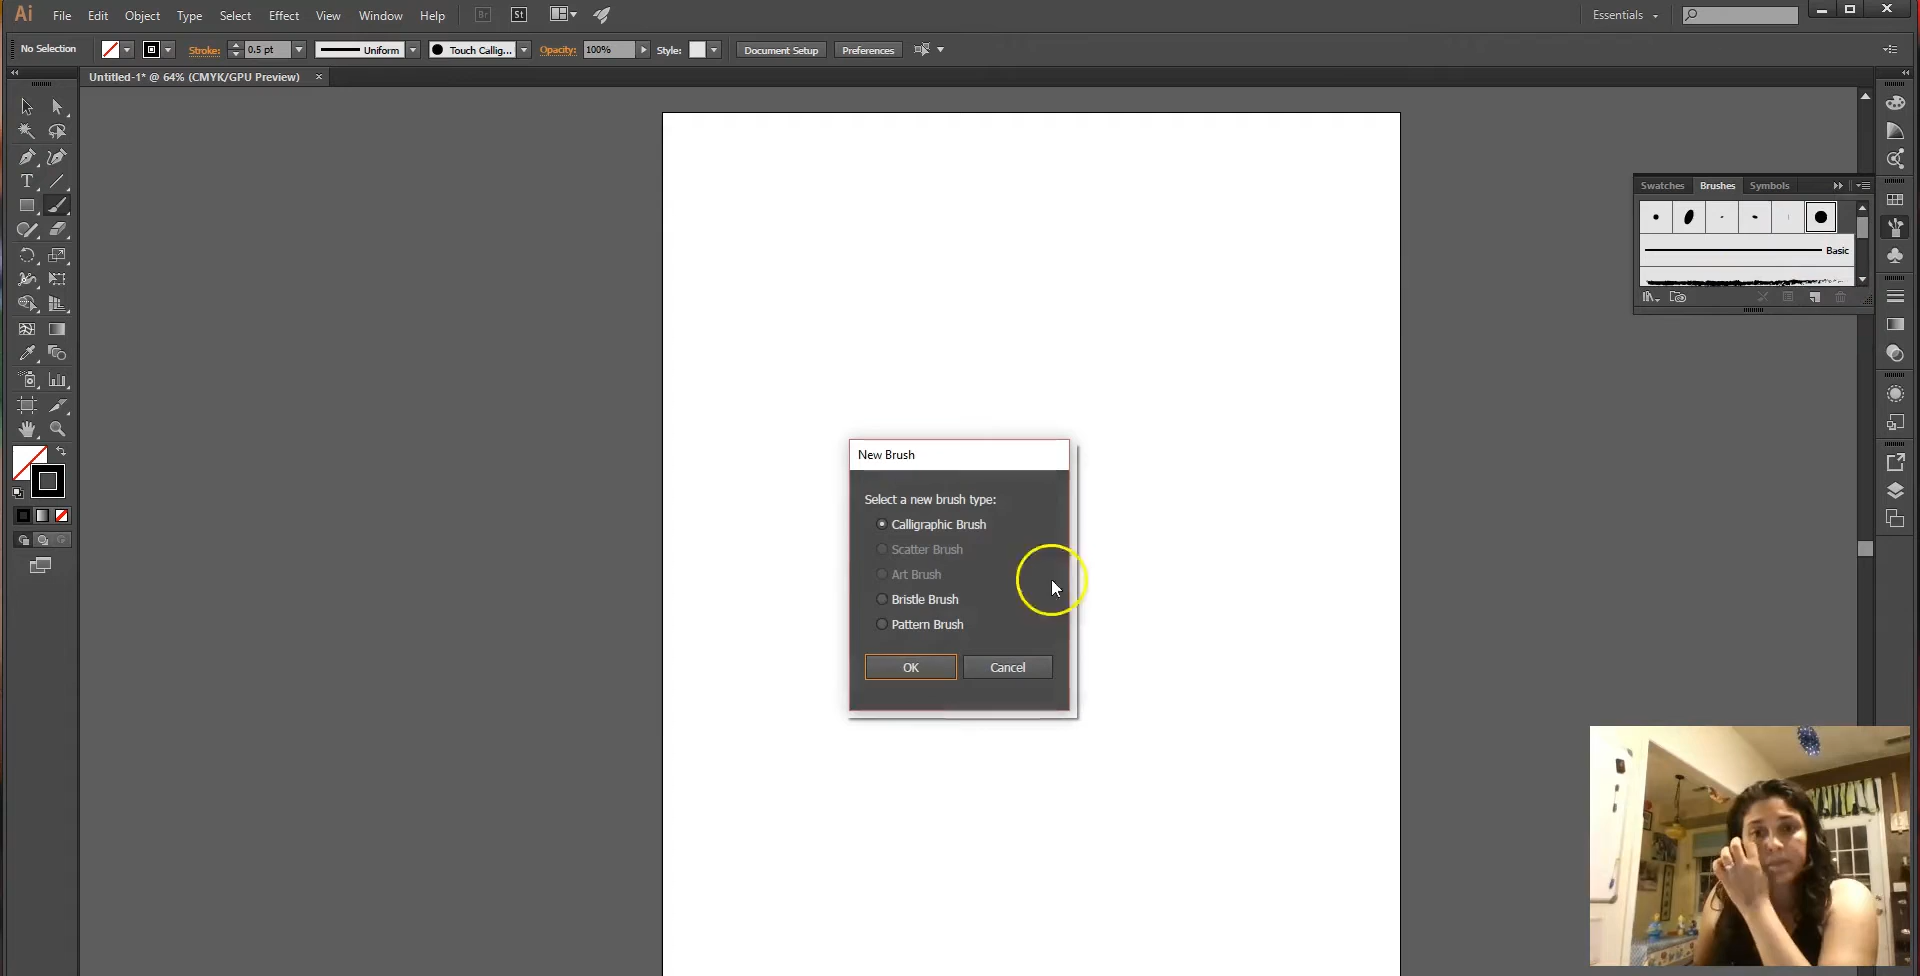 Ai File Edit Object Type Select Effect View Window Help Br St Essentials
No Selection Stroke: 0.5 pt Uniform Touch Callig... Opacity: 100% Style: Document Setup Preferences
Untitled-1* @ 64% (CMYK/GPU Preview) ×
Swatches Brushes Symbols
Basic
New Brush
Select a new brush type:
Calligraphic Brush
Scatter Brush
Art Brush
Bristle Brush
Pattern Brush
OK Cancel